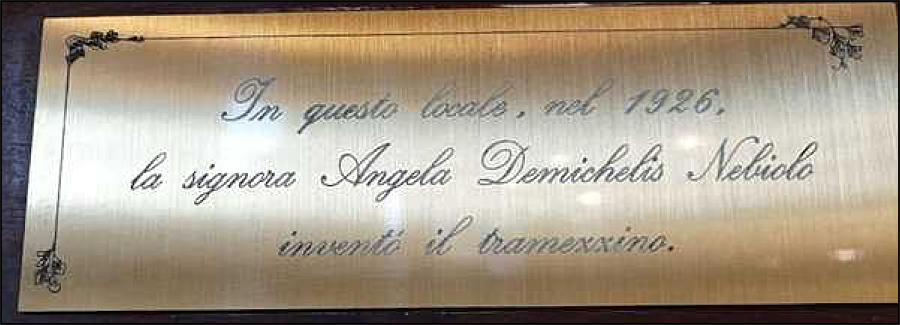 In questo locale, nel 1926,
la signora Angela Demichelis Nebiolo
inventò il tramezzino.